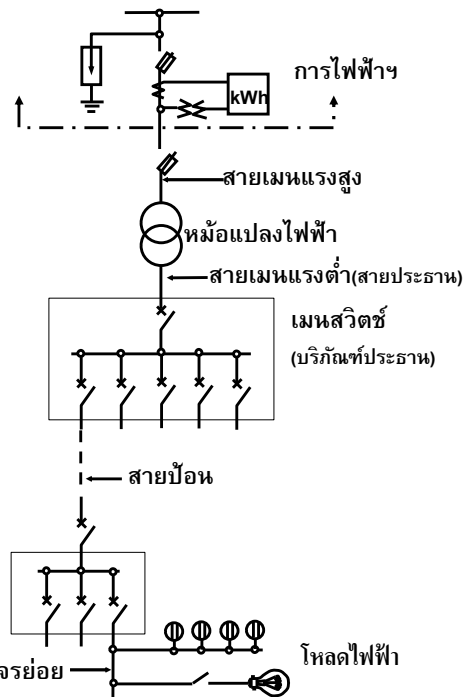 การไฟฟ้าฯ
kWh
สายเมนแรงสูง
หม้อแปลงไฟฟ้า
สายเมนแรงต่ำ(สายประธาน)
เมนสวิตช์
(บริภัณฑ์ประธาน)
สายป้อน
โหลดไฟฟ้า
จรย่อย